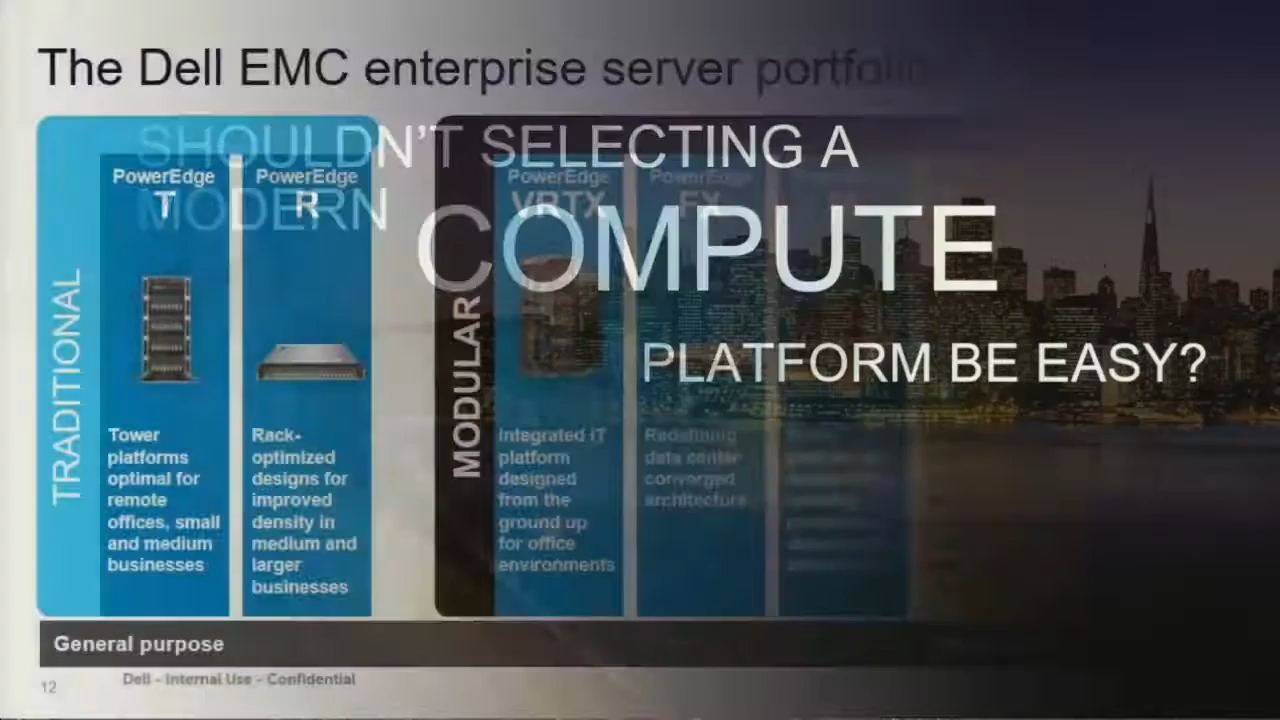 The Dell EMC enterprise server portfolio
SHOULDN'T SELECTING A
MODERN
COMPUTE
PLATFORM BE EASY?
TRADITIONAL
PowerEdge
T
Tower
platforms
optimal for
remote
offices, small
and medium
businesses
PowerEdge
R
Rack-
optimized
designs for
improved
density in
medium and
larger
businesses
MODULAR
PowerEdge
VRTX
Integrated IT
platform
designed
from the
ground up
for office
environments
PowerEdge
FX
Redefining
data center
converged
architecture
General purpose
12
Dell - Internal Use - Confidential